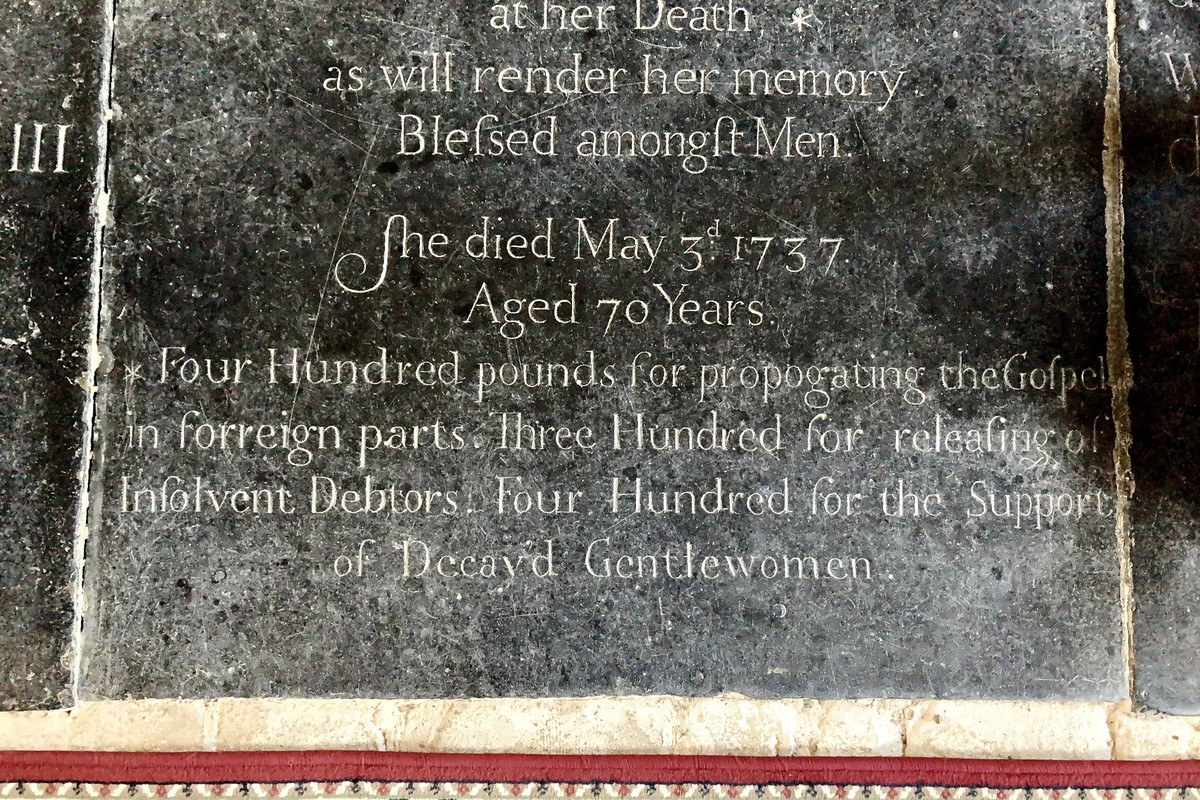 at her Death, *
as will render her memory
Bleſsed amongſt Men.
She died May 3d 1737.
Aged 70 Years.
* Four Hundred pounds for propogating the Goſpel
in forreign parts. Three Hundred for releaſing of
Inſolvent Debtors. Four Hundred for the Support
of Decay'd Gentlewomen.
III